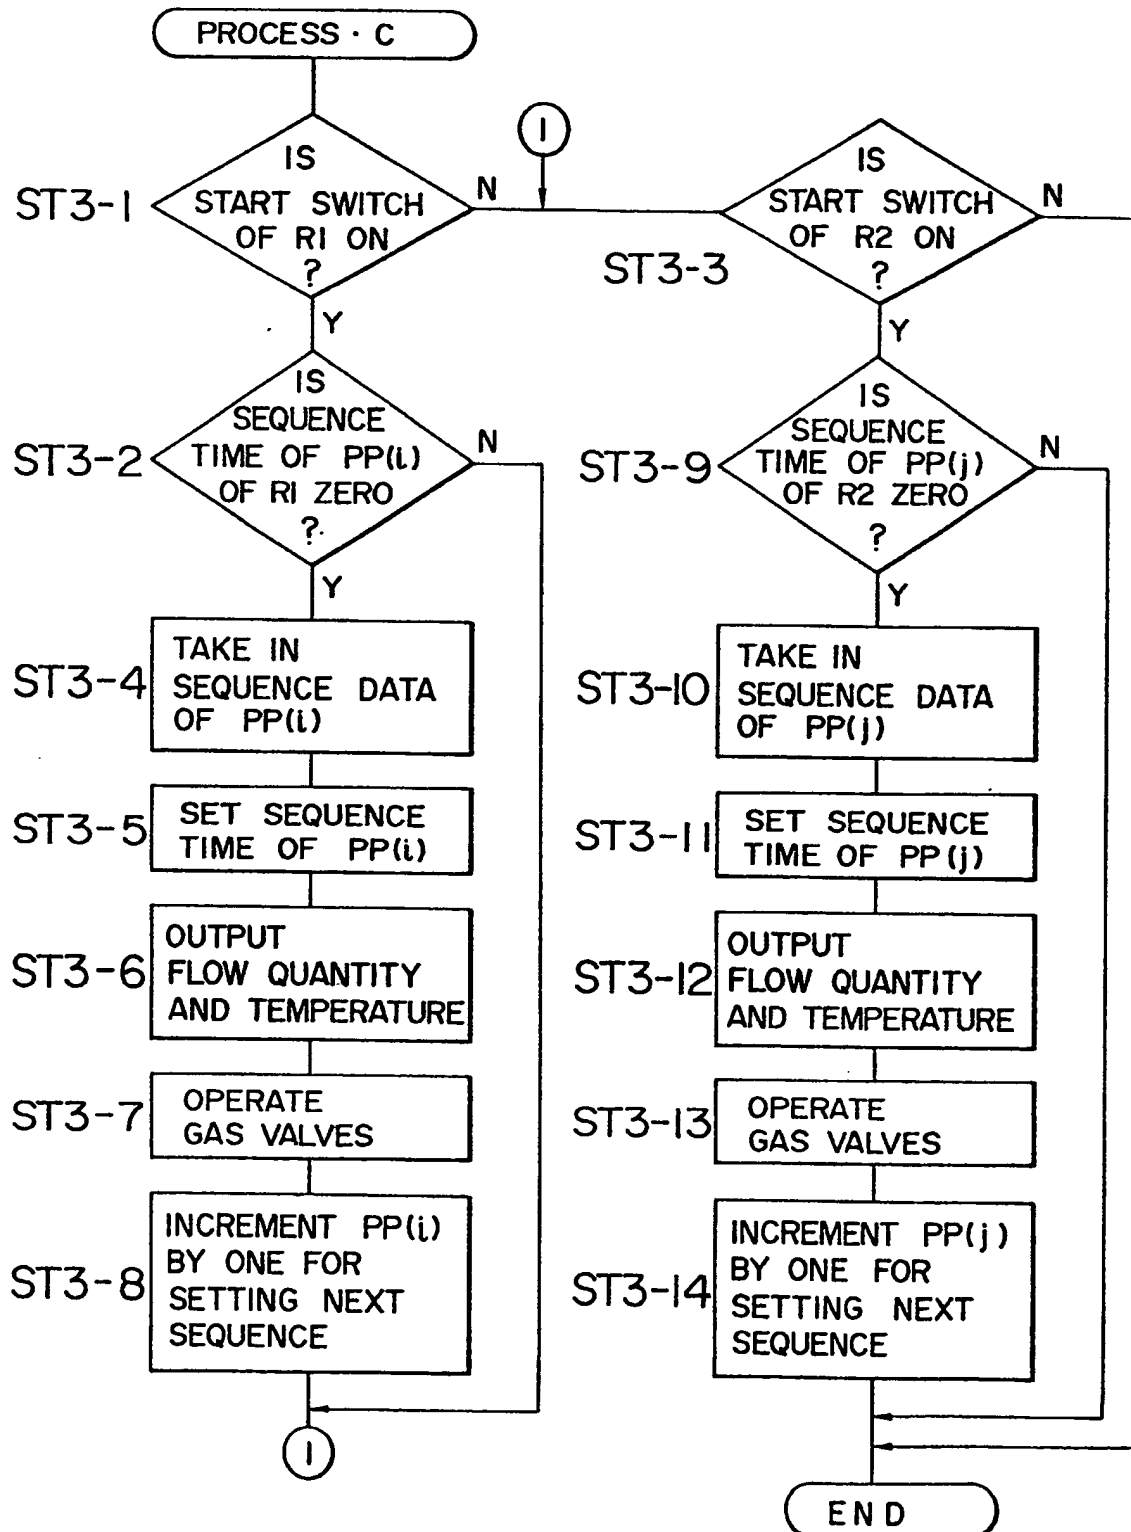 PROCESS · C
ST3-1
IS
START SWITCH
OF R1 ON
?
N
Y
1
ST3-2
IS
SEQUENCE
TIME OF PP(i)
OF R1 ZERO
?
N
Y
ST3-4
TAKE IN
SEQUENCE DATA
OF PP(i)
ST3-5
SET SEQUENCE
TIME OF PP(i)
ST3-6
OUTPUT
FLOW QUANTITY
AND TEMPERATURE
ST3-7
OPERATE
GAS VALVES
ST3-8
INCREMENT PP(i)
BY ONE FOR
SETTING NEXT
SEQUENCE
1
ST3-3
IS
START SWITCH
OF R2 ON
?
N
Y
ST3-9
IS
SEQUENCE
TIME OF PP(j)
OF R2 ZERO
?
N
Y
ST3-10
TAKE IN
SEQUENCE DATA
OF PP(j)
ST3-11
SET SEQUENCE
TIME OF PP(j)
ST3-12
OUTPUT
FLOW QUANTITY
AND TEMPERATURE
ST3-13
OPERATE
GAS VALVES
ST3-14
INCREMENT PP(j)
BY ONE FOR
SETTING NEXT
SEQUENCE
END